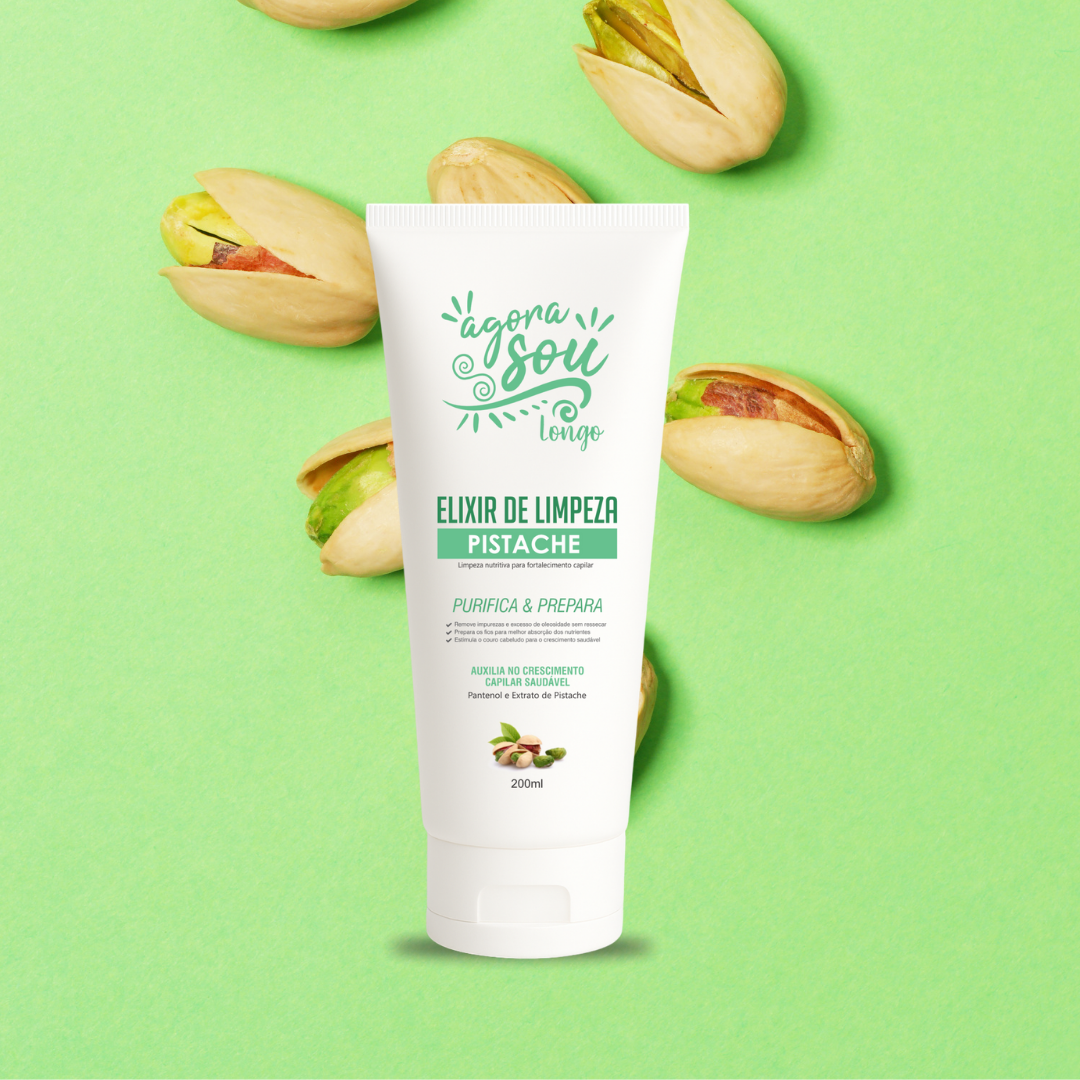 agora
sou
longo
ELIXIR DE LIMPEZA
PISTACHE
Limpeza nutritiva para fortalecimento capilar
PURIFICA & PREPARA
Remove impurezas e excesso de oleosidade sem ressecar
Prepara os fios para melhor absorção dos nutrientes
Estimula o couro cabeludo para o crescimento saudável
AUXILIA NO CRESCIMENTO
CAPILAR SAUDÁVEL
Pantenol e Extrato de Pistache
200ml